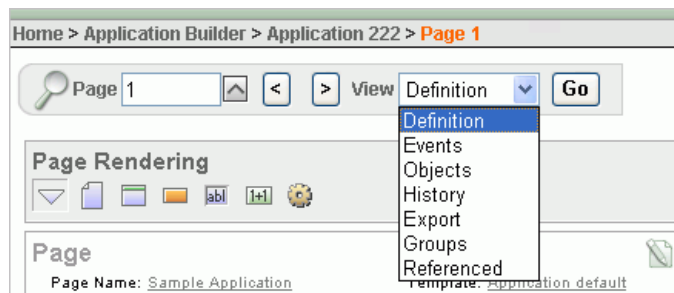 Home > Application Builder > Application 222 > Page 1
Page 1 < > View Definition Go
Definition
Events
Objects
History
Export
Groups
Referenced
Page Rendering
abl 1+1
Page
Page Name: Sample Application Template: Application default